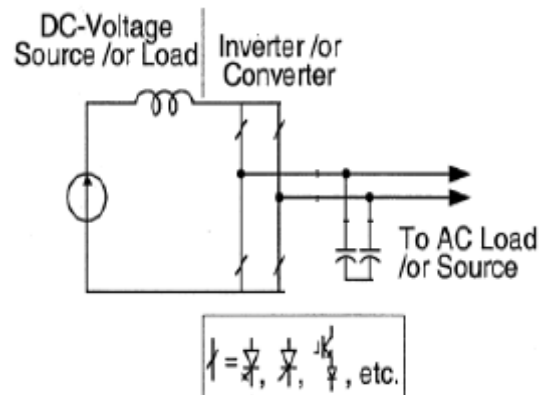 DC-Voltage
Source /or Load
Inverter /or
Converter
To AC Load
/or Source
= , , , etc.